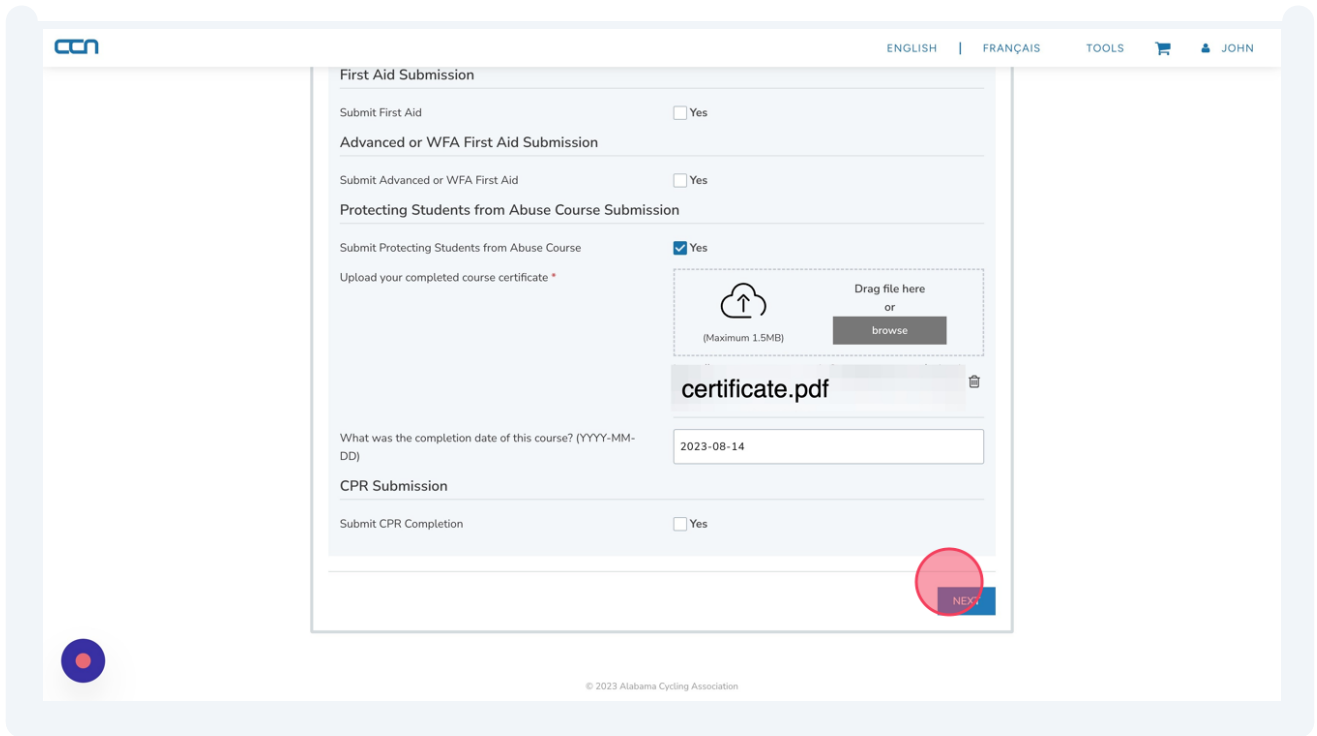 ccn
ENGLISH | FRANÇAIS TOOLS JOHN
First Aid Submission
Submit First Aid Yes
Advanced or WFA First Aid Submission
Submit Advanced or WFA First Aid Yes
Protecting Students from Abuse Course Submission
Submit Protecting Students from Abuse Course Yes
Upload your completed course certificate *
Drag file here
or
browse
(Maximum 1.5MB)
certificate.pdf
What was the completion date of this course? (YYYY-MM-
DD)
2023-08-14
CPR Submission
Submit CPR Completion Yes
NEXT
© 2023 Alabama Cycling Association